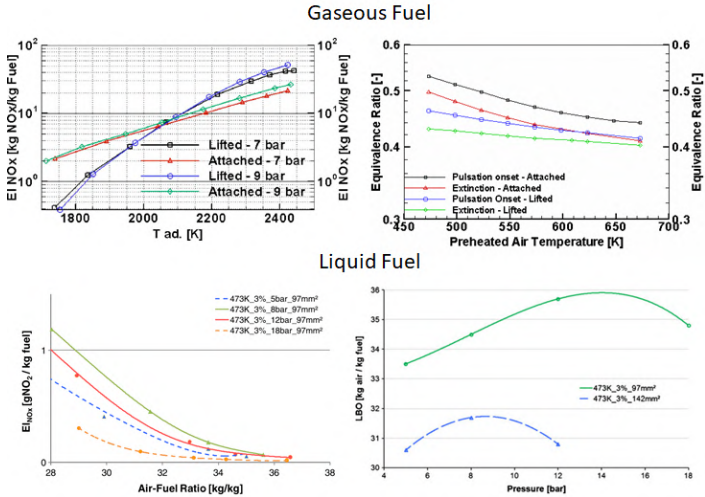 Gaseous Fuel
EI NOx [kg NOx/kg Fuel]
10²
10¹
10⁰
1800
2000
2200
2400
T ad. [K]
Lifted - 7 bar
Attached - 7 bar
Lifted - 9 bar
Attached - 9 bar
10²
10¹
10⁰
EI NOx [kg NOx/kg Fuel]
Equivalence Ratio [-]
0.6
0.5
0.4
0.3
450
500
550
600
650
700
Preheated Air Temperature [K]
Pulsation onset - Attached
Extinction - Attached
Pulsation Onset - Lifted
Extinction - Lifted
0.6
0.5
0.4
0.3
Equivalence Ratio [-]
Liquid Fuel
EI_NOX [gNO₂ / kg fuel]
1
0
28
30
32
34
36
38
Air-Fuel Ratio [kg/kg]
473K_3%_5bar_97mm²
473K_3%_8bar_97mm²
473K_3%_12bar_97mm²
473K_3%_18bar_97mm²
LBO [kg air / kg fuel]
36
35
34
33
32
31
30
4
6
8
10
12
14
16
18
Pressure [bar]
473K_3%_97mm²
473K_3%_142mm²